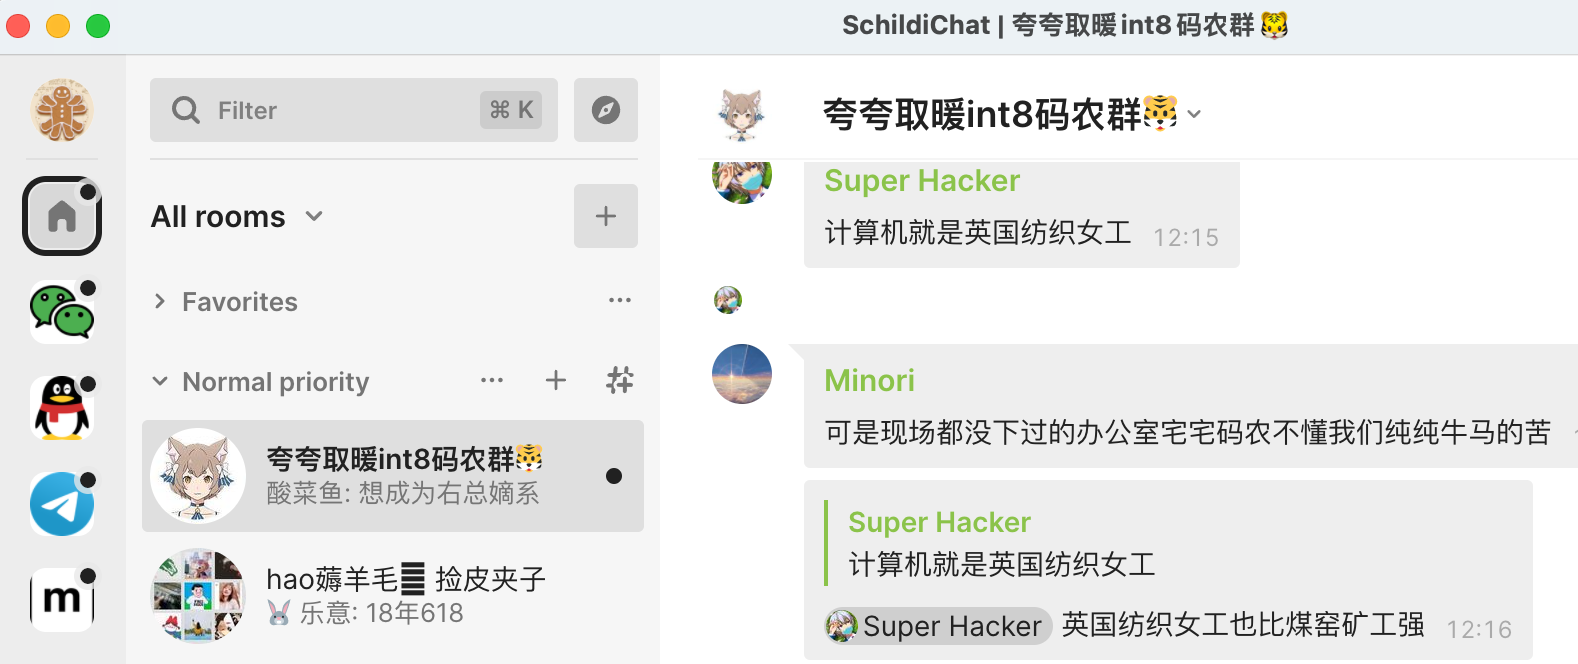 SchildiChat | 夸夸取暖int8码农群🐯
Filter
⌘ K
All rooms
Favorites
Normal priority
夸夸取暖int8码农群🐯
酸菜鱼: 想成为右总嫡系
hao薅羊毛 捡皮夹子
🐰 乐意: 18年618
m
夸夸取暖int8码农群🐯
Super Hacker
计算机就是英国纺织女工 12:15
Minori
可是现场都没下过的办公室宅宅码农不懂我们纯纯牛马的苦
Super Hacker
计算机就是英国纺织女工
Super Hacker 英国纺织女工也比煤窑矿工强 12:16